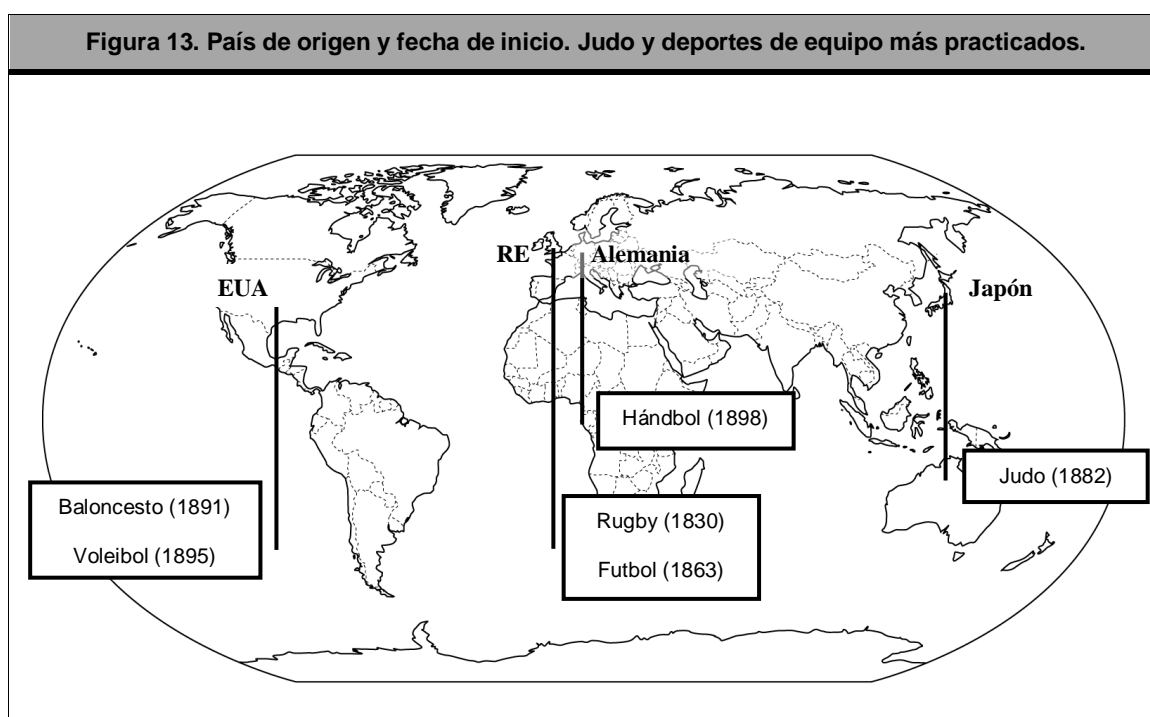 Figura 13. País de origen y fecha de inicio. Judo y deportes de equipo más practicados.
RE
Alemania
EUA
Japón
Hándbol (1898)
Judo (1882)
Baloncesto (1891)
Voleibol (1895)
Rugby (1830)
Futbol (1863)